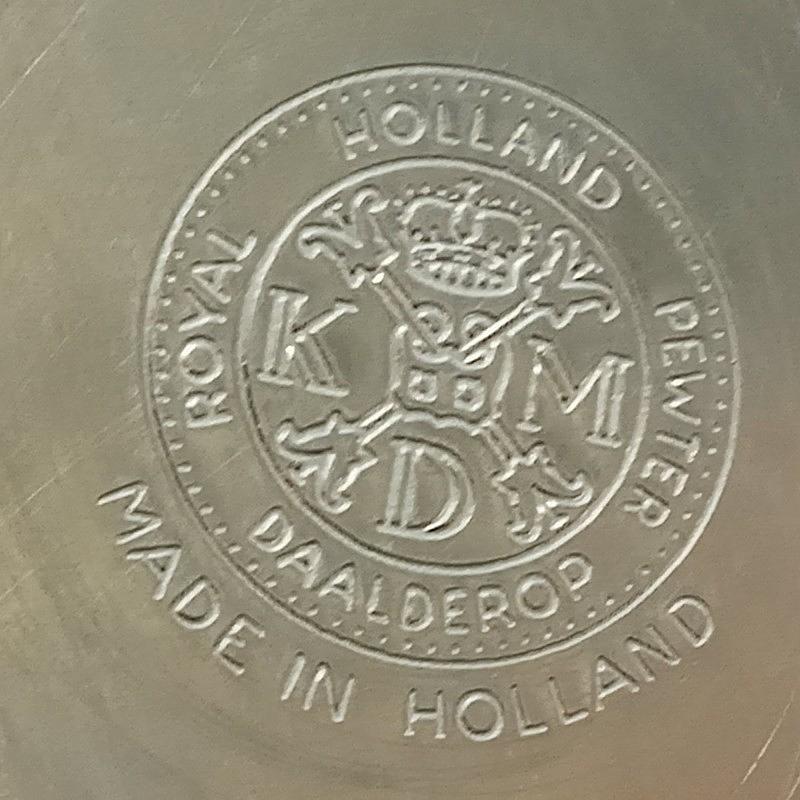 ROYAL HOLLAND PEWTER
DAALDEROP
K M
D
MADE IN HOLLAND